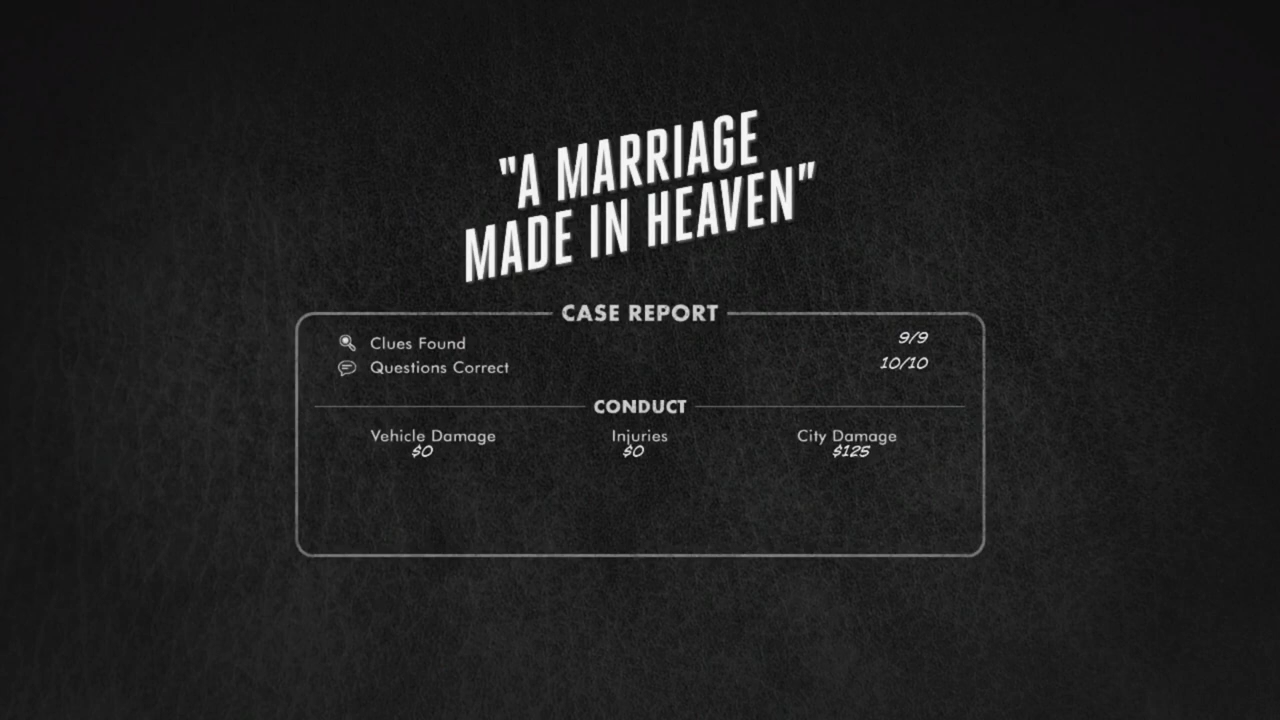 "A MARRIAGE
MADE IN HEAVEN"
CASE REPORT
Clues Found 9/9
Questions Correct 10/10
CONDUCT
Vehicle Damage Injuries City Damage
$0 $0 $125